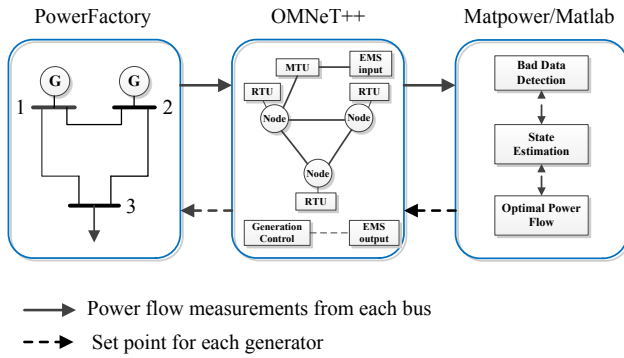 PowerFactory
OMNeT++
Matpower/Matlab
G
G
1
2
3
MTU
EMS
input
RTU
RTU
Node
Node
Node
RTU
Generation
Control
EMS
output
Bad Data
Detection
State
Estimation
Optimal Power
Flow
Power flow measurements from each bus
Set point for each generator